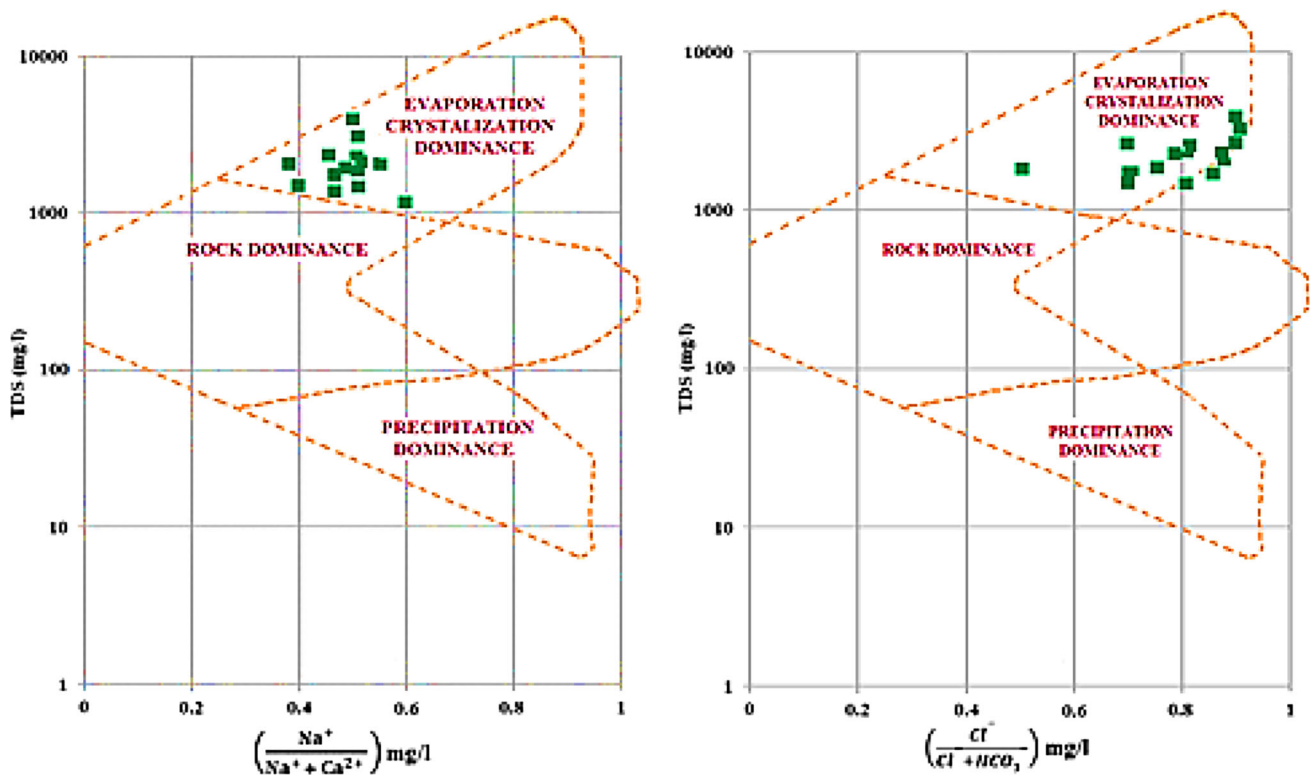 10000
1000
100
10
1
TDS (mg/l)
EVAPORATION
CRYSTALIZATION
DOMINANCE
ROCK DOMINANCE
PRECIPITATION
DOMINANCE
0 0.2 0.4 0.6 0.8 1
(Na⁺ / Na⁺ + Ca²⁺) mg/l
10000
1000
100
10
1
TDS (mg/l)
EVAPORATION
CRYSTALIZATION
DOMINANCE
ROCK DOMINANCE
PRECIPITATION
DOMINANCE
0 0.2 0.4 0.6 0.8 1
(Cl⁻ / Cl⁻ + HCO₃) mg/l